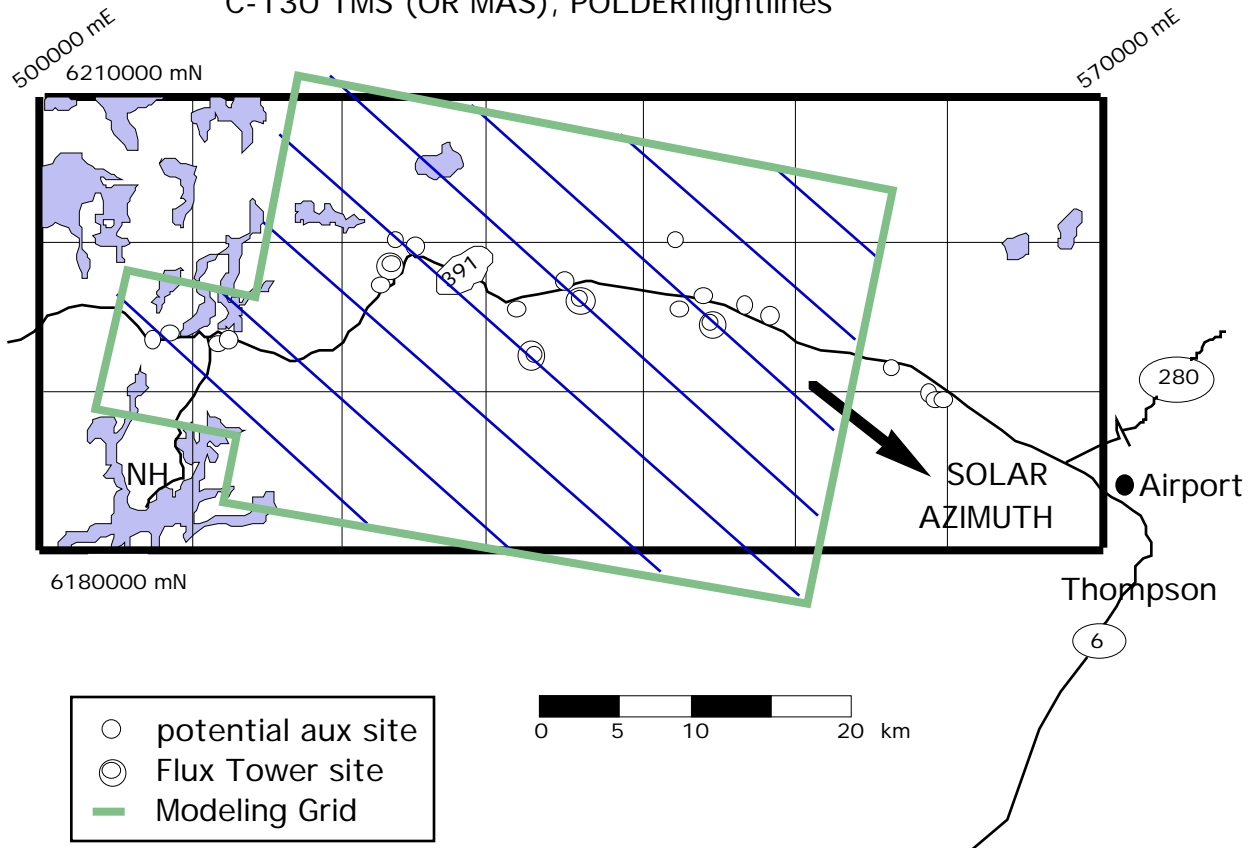 C-130 TMS (OR MAS), POLDERflightlines
500000 mE
6210000 mN
570000 mE
391
280
NH
SOLAR
AZIMUTH
Airport
6180000 mN
Thompson
6
potential aux site
Flux Tower site
Modeling Grid
0 5 10 20 km